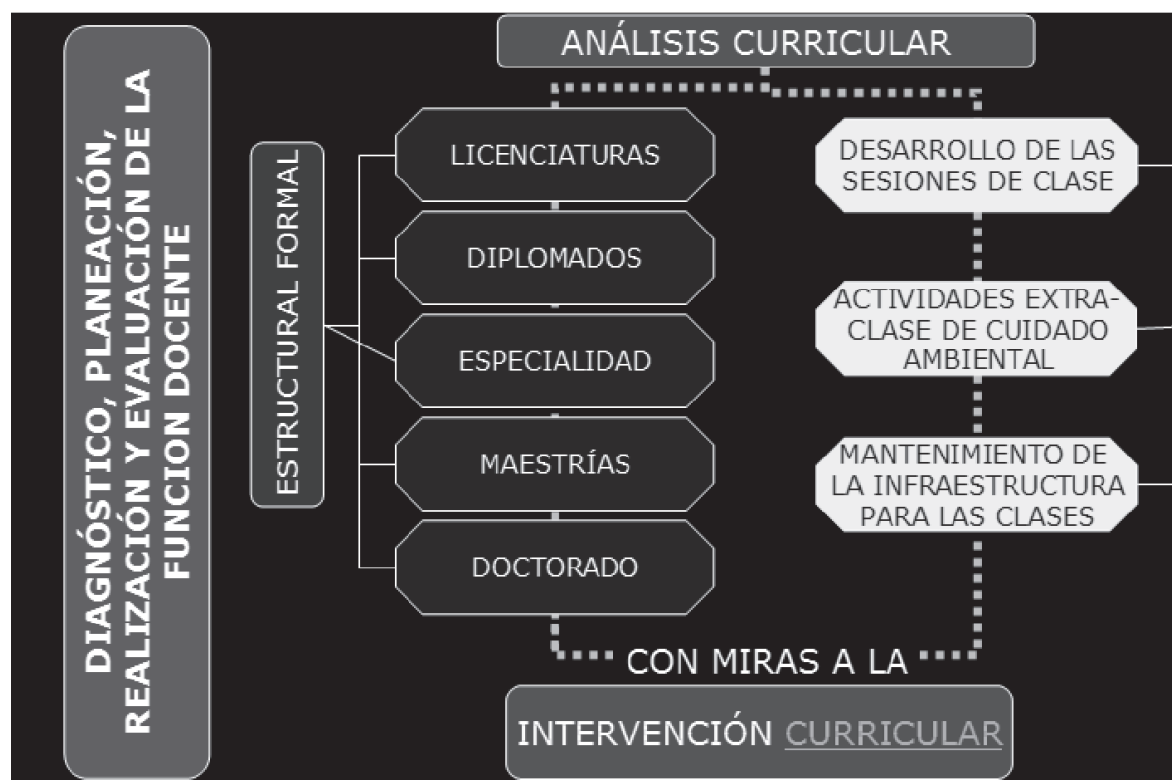 DIAGNÓSTICO, PLANEACIÓN,
REALIZACIÓN Y EVALUACIÓN DE LA
FUNCION DOCENTE
ANÁLISIS CURRICULAR
ESTRUCTURAL FORMAL
LICENCIATURAS
DIPLOMADOS
ESPECIALIDAD
MAESTRÍAS
DOCTORADO
DESARROLLO DE LAS
SESIONES DE CLASE
ACTIVIDADES EXTRA-
CLASE DE CUIDADO
AMBIENTAL
MANTENIMIENTO DE
LA INFRAESTRUCTURA
PARA LAS CLASES
CON MIRAS A LA
INTERVENCIÓN CURRICULAR